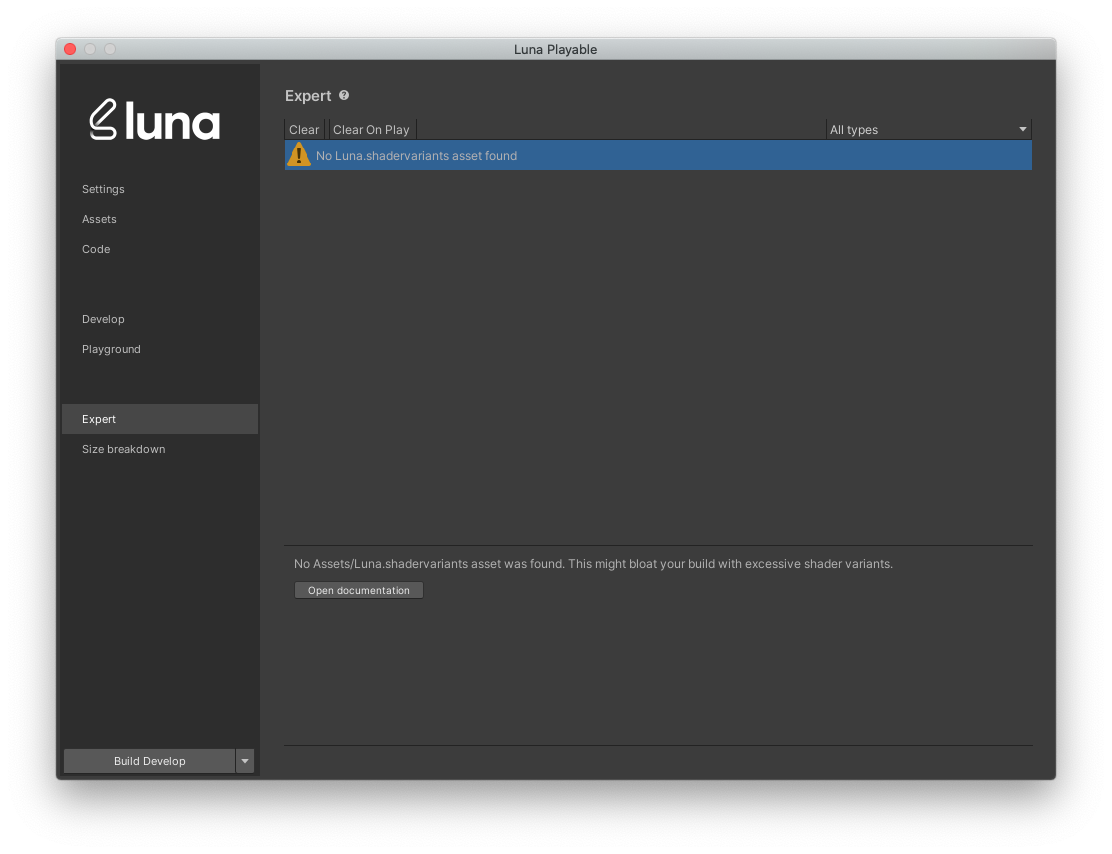 Luna Playable
luna
Settings
Assets
Code
Develop
Playground
Expert
Size breakdown
Build Develop
Expert
Clear
Clear On Play
All types
No Luna.shadervariants asset found
No Assets/Luna.shadervariants asset was found. This might bloat your build with excessive shader variants.
Open documentation